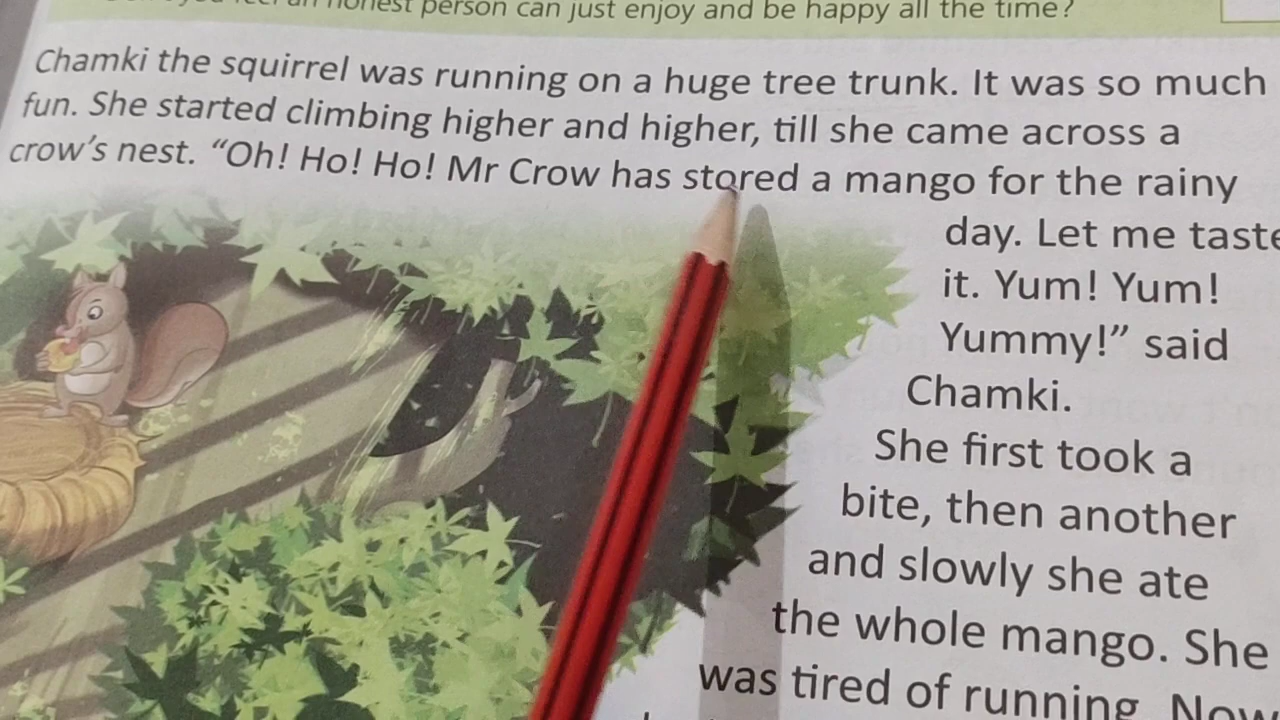 an honest person can just enjoy and be happy all the time?
Chamki the squirrel was running on a huge tree trunk. It was so much
fun. She started climbing higher and higher, till she came across a
crow's nest. “Oh! Ho! Ho! Mr Crow has stored a mango for the rainy
day. Let me taste
it. Yum! Yum!
Yummy!” said
Chamki.
She first took a
bite, then another
and slowly she ate
the whole mango. She
was tired of running. Now